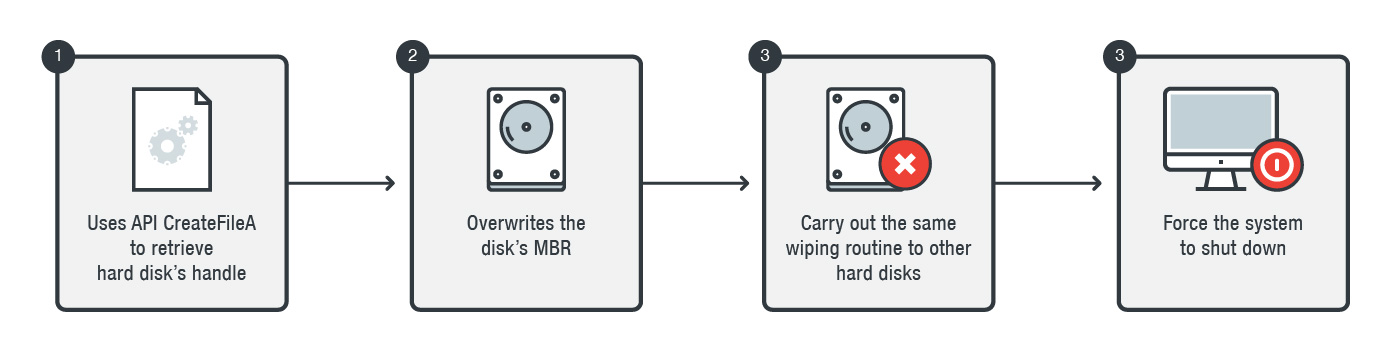 1
Uses API CreateFileA
to retrieve
hard disk's handle
2
Overwrites the
disk's MBR
3
Carry out the same
wiping routine to other
hard disks
3
Force the system
to shut down